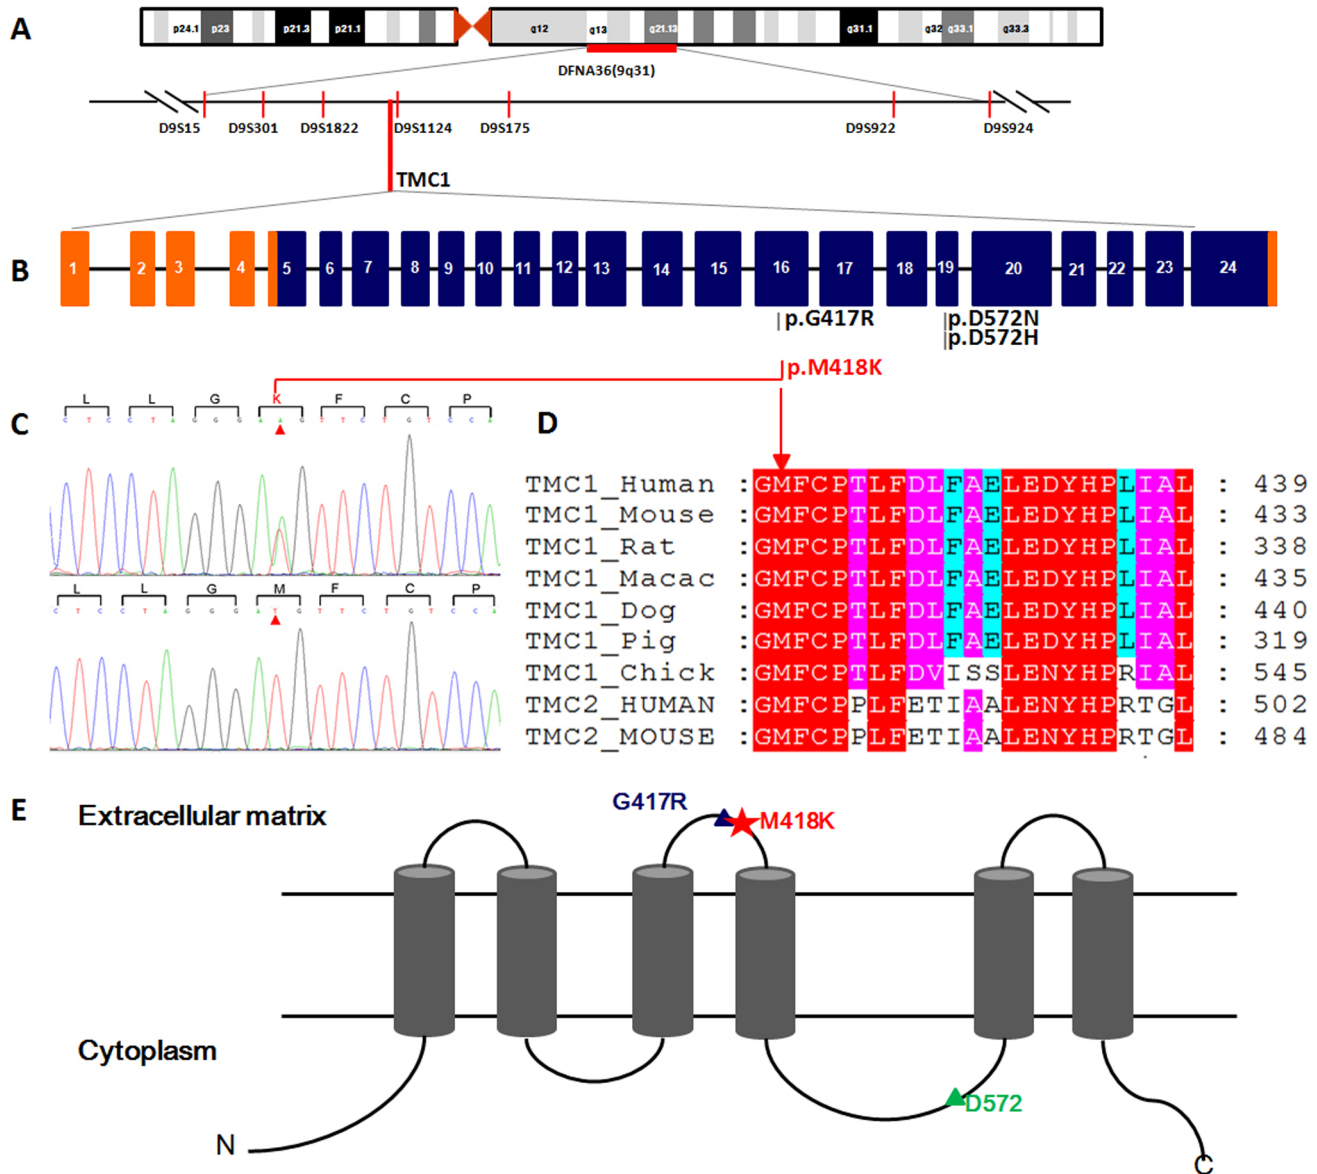 A
p24.1 p23 p21.3 p21.1 q12 q13 q21.13 q31.1 q32 q33.1 q33.3
DFNA36(9q31)
D9S15 D9S301 D9S1822 D9S1124 D9S175 D9S922 D9S924
TMC1
B
1 2 3 4 5 6 7 8 9 10 11 12 13 14 15 16 17 18 19 20 21 22 23 24
p.G417R p.D572N
p.D572H
p.M418K
C
L L G K F C P
C T C C T A G G G A A G T T C T G T C C A
L L G M F C P
C T C C T A G G G A T G T T C T G T C C A
D
TMC1_Human :GMFCPTLFDLFAELEDYHPLIAL : 439
TMC1_Mouse :GMFCPTLFDLFAELEDYHPLIAL : 433
TMC1_Rat :GMFCPTLFDLFAELEDYHPLIAL : 338
TMC1_Macac :GMFCPTLFDLFAELEDYHPLIAL : 435
TMC1_Dog :GMFCPTLFDLFAELEDYHPLIAL : 440
TMC1_Pig :GMFCPTLFDLFAELEDYHPLIAL : 319
TMC1_Chick :GMFCPTLFDVISSLENYHPRIAL : 545
TMC2_HUMAN :GMFCPPLFETIAALENYHPRTGL : 502
TMC2_MOUSE :GMFCPPLFETIAALENYHPRTGL : 484
E
Extracellular matrix
G417R
M418K
Cytoplasm
D572
N
C